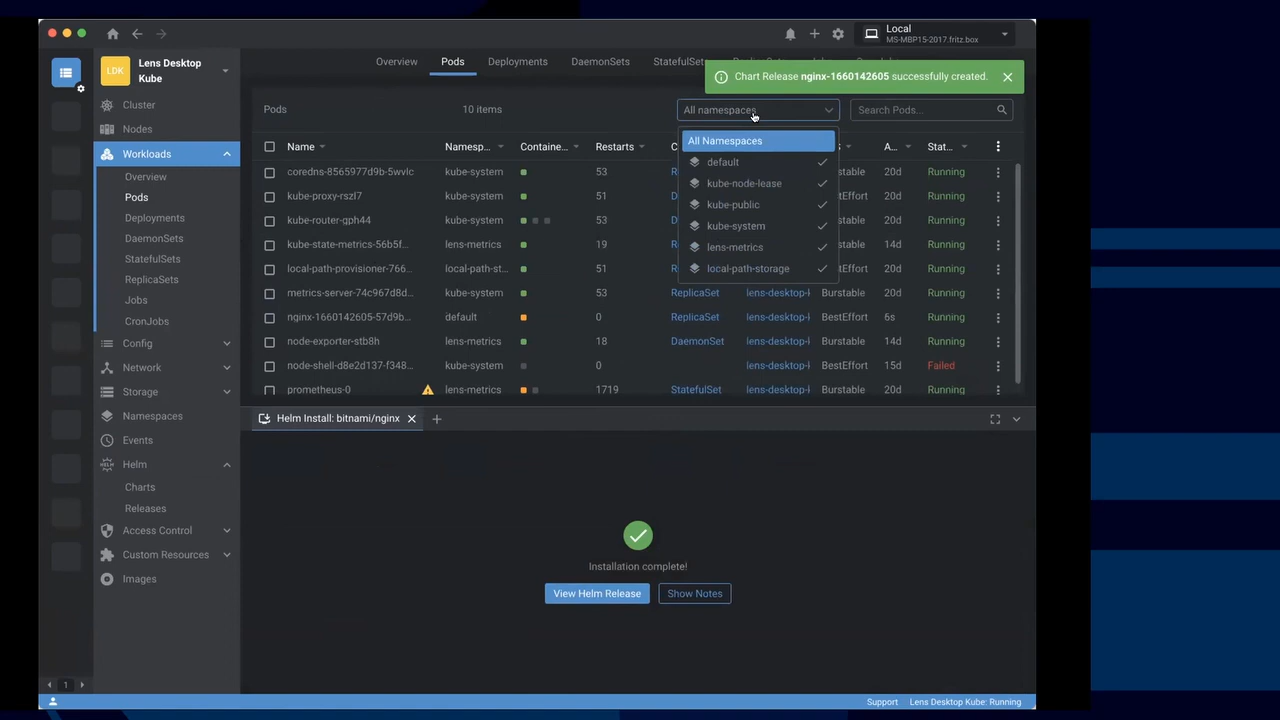 Local
MS-MBP15-2017.fritz.box
LDK
Lens Desktop
Kube
Cluster
Nodes
Workloads
Overview
Pods
Deployments
DaemonSets
StatefulSets
ReplicaSets
Jobs
CronJobs
Config
Network
Storage
Namespaces
Events
HELM
Helm
Charts
Releases
Access Control
Custom Resources
Images
1
Overview Pods Deployments DaemonSets StatefulSets
Chart Release nginx-1660142605 successfully created.
Pods 10 items All namespaces Search Pods...
All Namespaces
default
kube-node-lease
kube-public
kube-system
lens-metrics
local-path-storage
Name Namesp... Containe... Restarts A... Stat...
coredns-8565977d9b-5wvlc kube-system 53 20d Running
kube-proxy-rszl7 kube-system 51 20d Running
kube-router-gph44 kube-system 53 20d Running
kube-state-metrics-56b5f... lens-metrics 19 14d Running
local-path-provisioner-766... local-path-st... 51 20d Running
metrics-server-74c967d8d... kube-system 53 ReplicaSet lens-desktop-k Burstable 20d Running
nginx-1660142605-57d9b... default 0 ReplicaSet lens-desktop-k BestEffort 6s Running
node-exporter-stb8h lens-metrics 18 DaemonSet lens-desktop-k Burstable 14d Running
node-shell-d8e2d137-f348... kube-system 0 lens-desktop-k BestEffort 15d Failed
prometheus-0 lens-metrics 1719 StatefulSet lens-desktop-k Burstable 20d Running
Helm Install: bitnami/nginx
Installation complete!
View Helm Release Show Notes
Support Lens Desktop Kube: Running